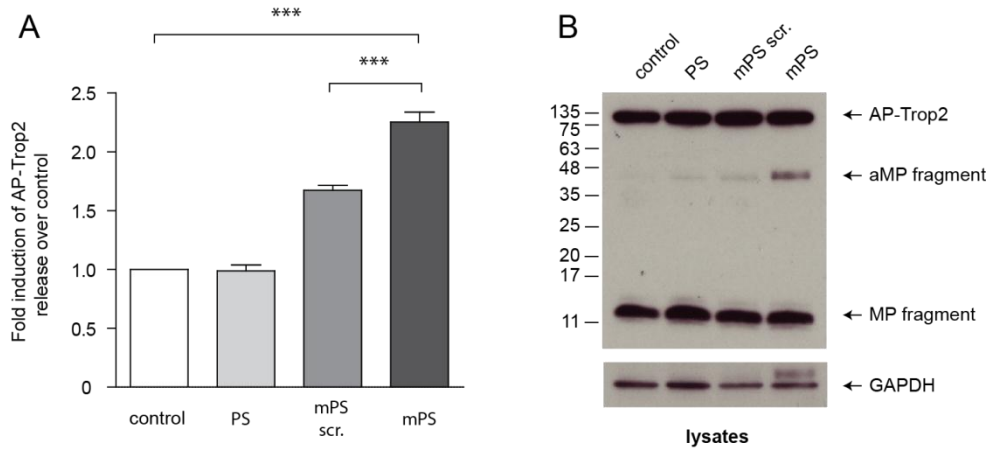 A
***
***
Fold induction of AP-Trop2
release over control
2.5
2.0
1.5
1.0
0.5
0
control
PS
mPS
scr.
mPS
B
control
PS
mPS scr.
mPS
135
75
63
48
35
25
20
17
11
← AP-Trop2
← aMP fragment
← MP fragment
← GAPDH
lysates